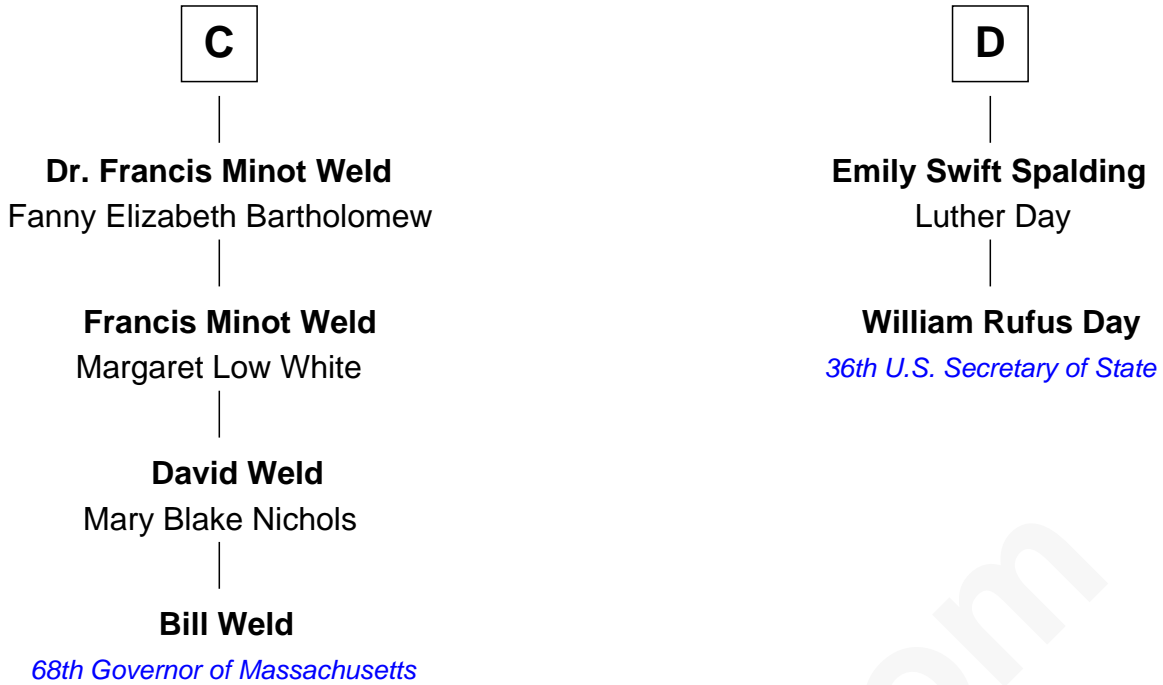 C
Dr. Francis Minot Weld
Fanny Elizabeth Bartholomew
Francis Minot Weld
Margaret Low White
David Weld
Mary Blake Nichols
Bill Weld
68th Governor of Massachusetts
D
Emily Swift Spalding
Luther Day
William Rufus Day
36th U.S. Secretary of State
om